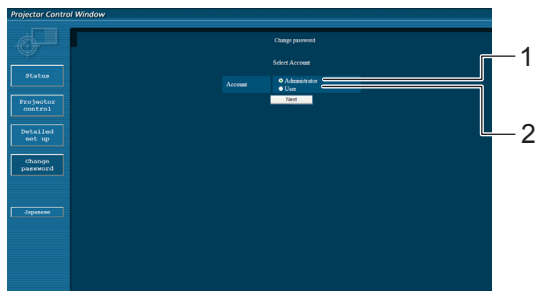 Projector Control Window
Change password
Select Account
Account
Administrator
User
Next
Status
Projector
control
Detailed
set up
Change
password
Japanese
1
2